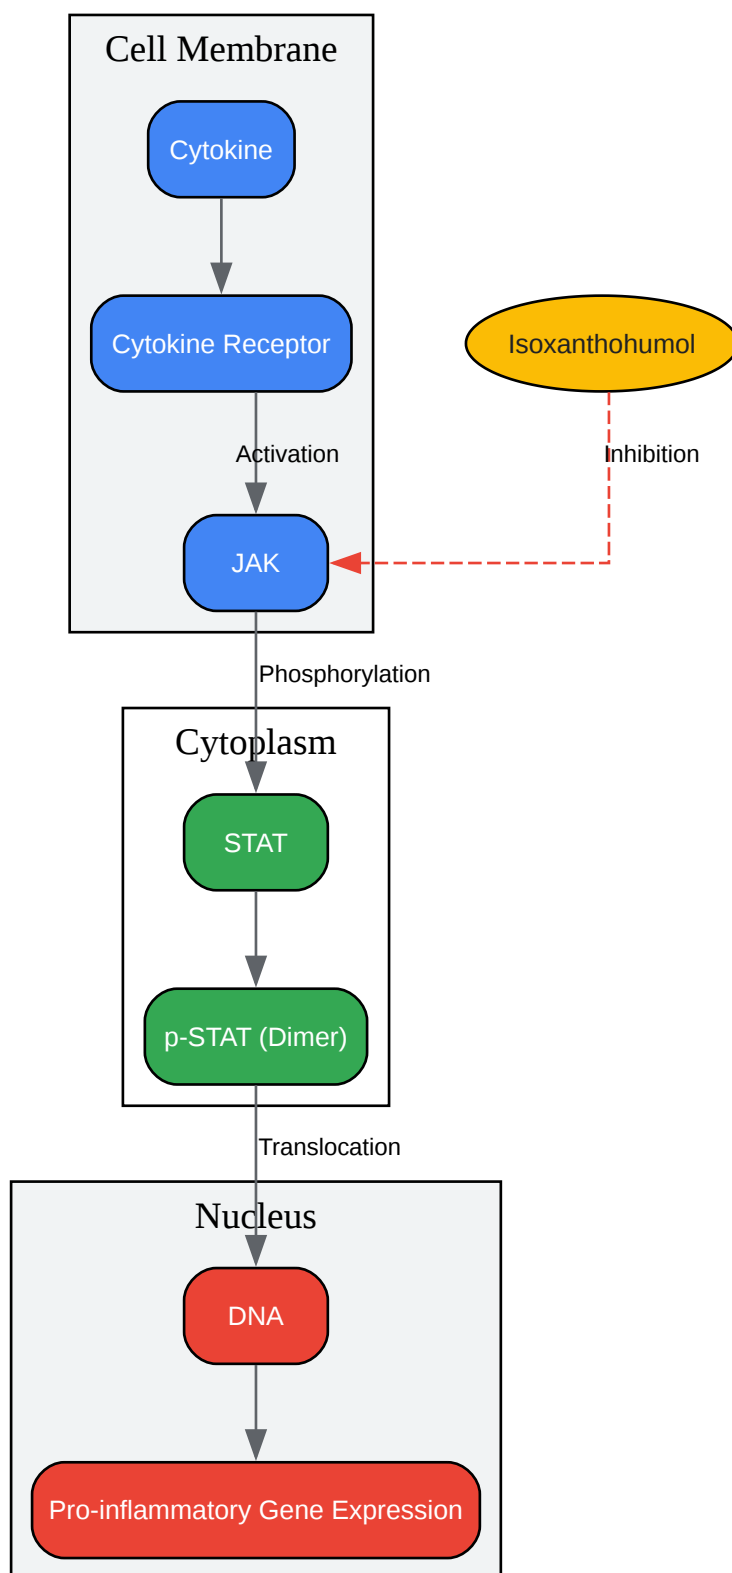 Cell Membrane
Cytokine
Cytokine Receptor
Isoxanthohumol
Activation
Inhibition
JAK
Phosphorylation
Cytoplasm
STAT
p-STAT (Dimer)
Translocation
Nucleus
DNA
Pro-inflammatory Gene Expression